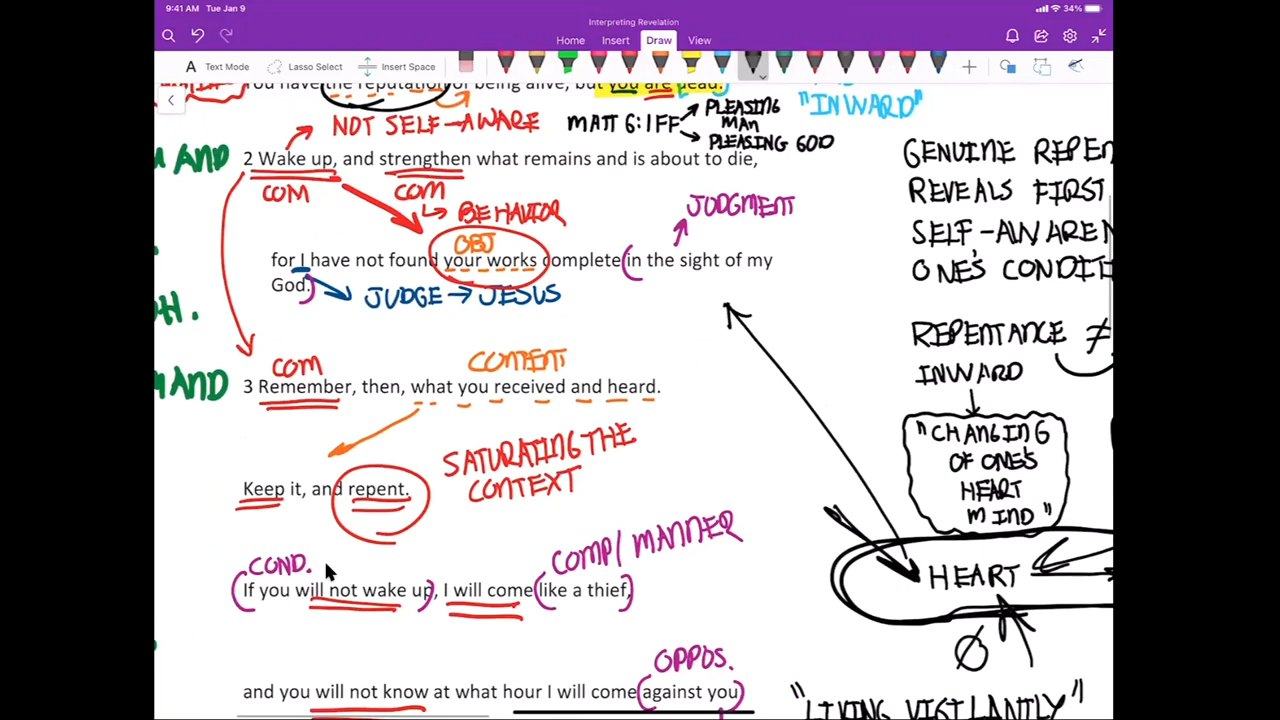 9:41 AM Tue Jan 9
34%
Interpreting Revelation
Home Insert Draw View
Text Mode Lasso Select Insert Space
You have the reputation of being alive, but you are dead.
"INWARD"
NOT SELF-AWARE
MATT 6:1FF
PLEASING
MAN
PLEASING GOD
AND
2 Wake up, and strengthen what remains and is about to die,
COM
COM
BEHAVIOR
JUDGMENT
GENUINE
REVEALS FIRST
ONE'S
OBJ
for I have not found your works complete in the sight of my
God.
JUDGE → JESUS
REPENTANCE ≠
INWARD
"CHANGING
OF ONE'S
HEART
MIND"
COM
CONTENT
3 Remember, then, what you received and heard.
SATURATING THE
CONTEXT
Keep it, and repent.
COND.
COMP/MANNER
If you will not wake up, I will come like a thief,
HEART
OPPOS.
and you will not know at what hour I will come against you
"LIVING VIGILANTLY"